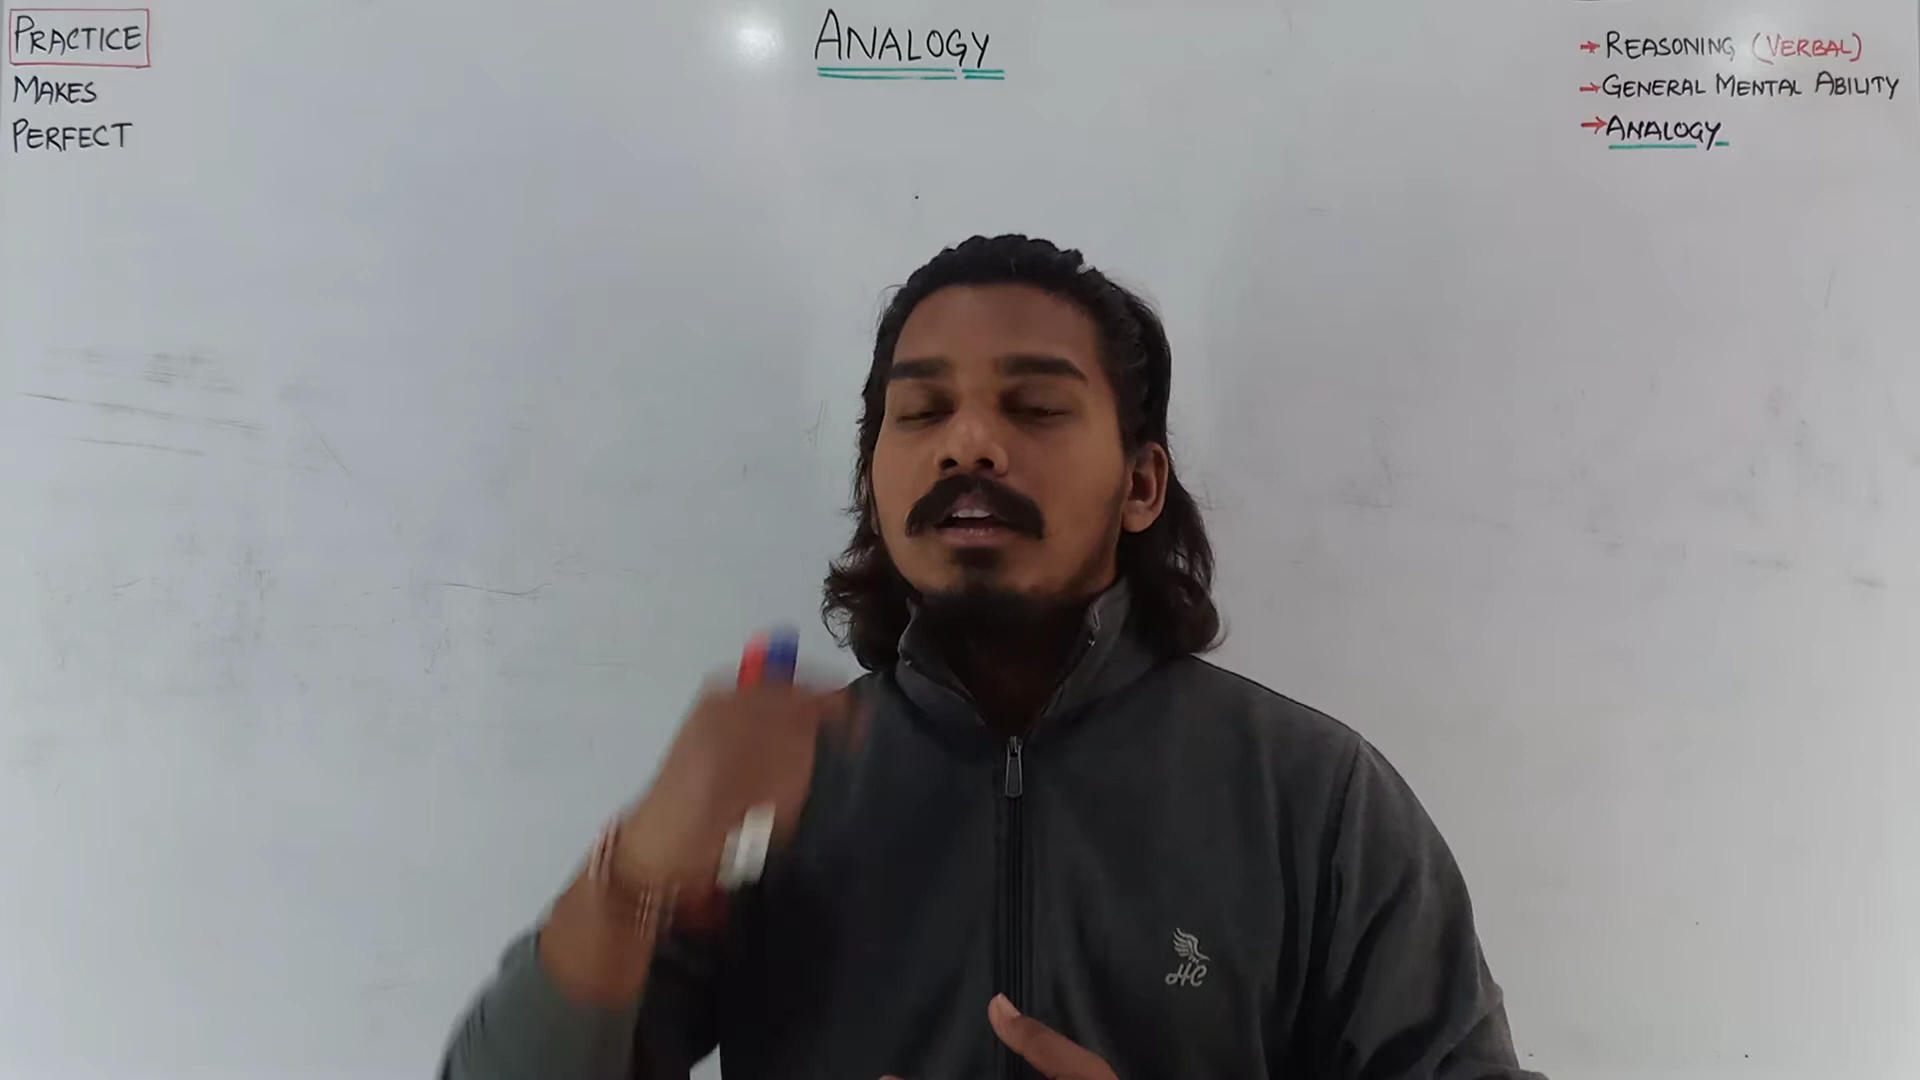 PRACTICE
MAKES
PERFECT
ANALOGY
→ REASONING (VERBAL)
→ GENERAL MENTAL ABILITY
→ ANALOGY
HC